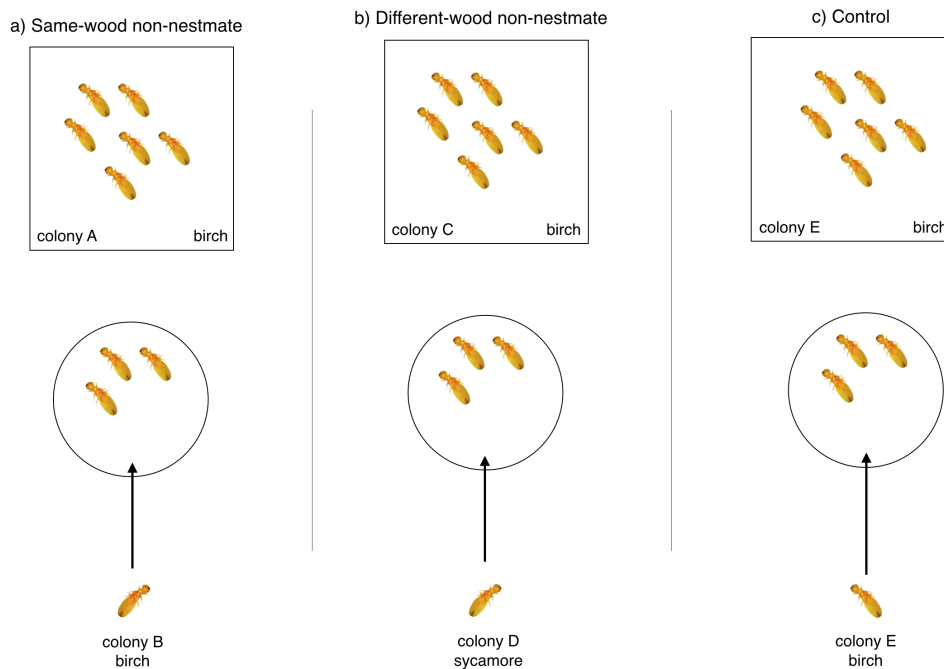 a) Same-wood non-nestmate
b) Different-wood non-nestmate
c) Control
colony A birch
colony C birch
colony E birch
colony B
birch
colony D
sycamore
colony E
birch